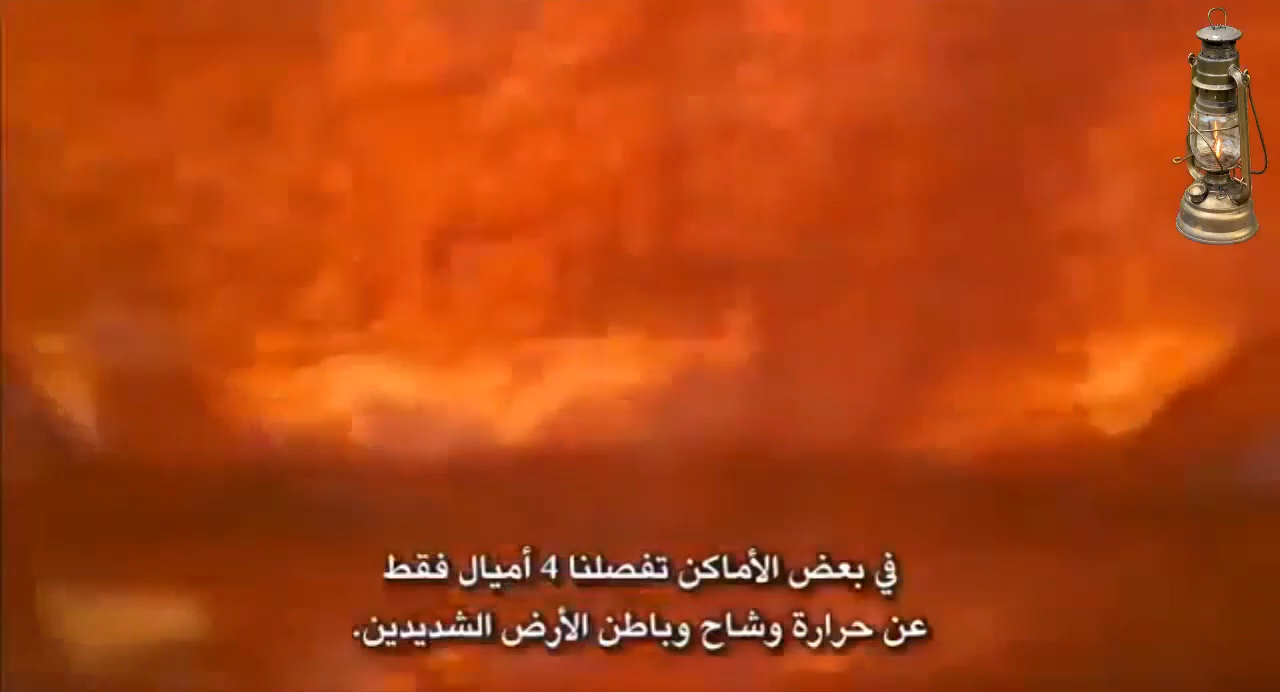 في بعض الأماكن تفصلنا 4 أميال فقط
عن حرارة وشاح وباطن الأرض الشديدين.